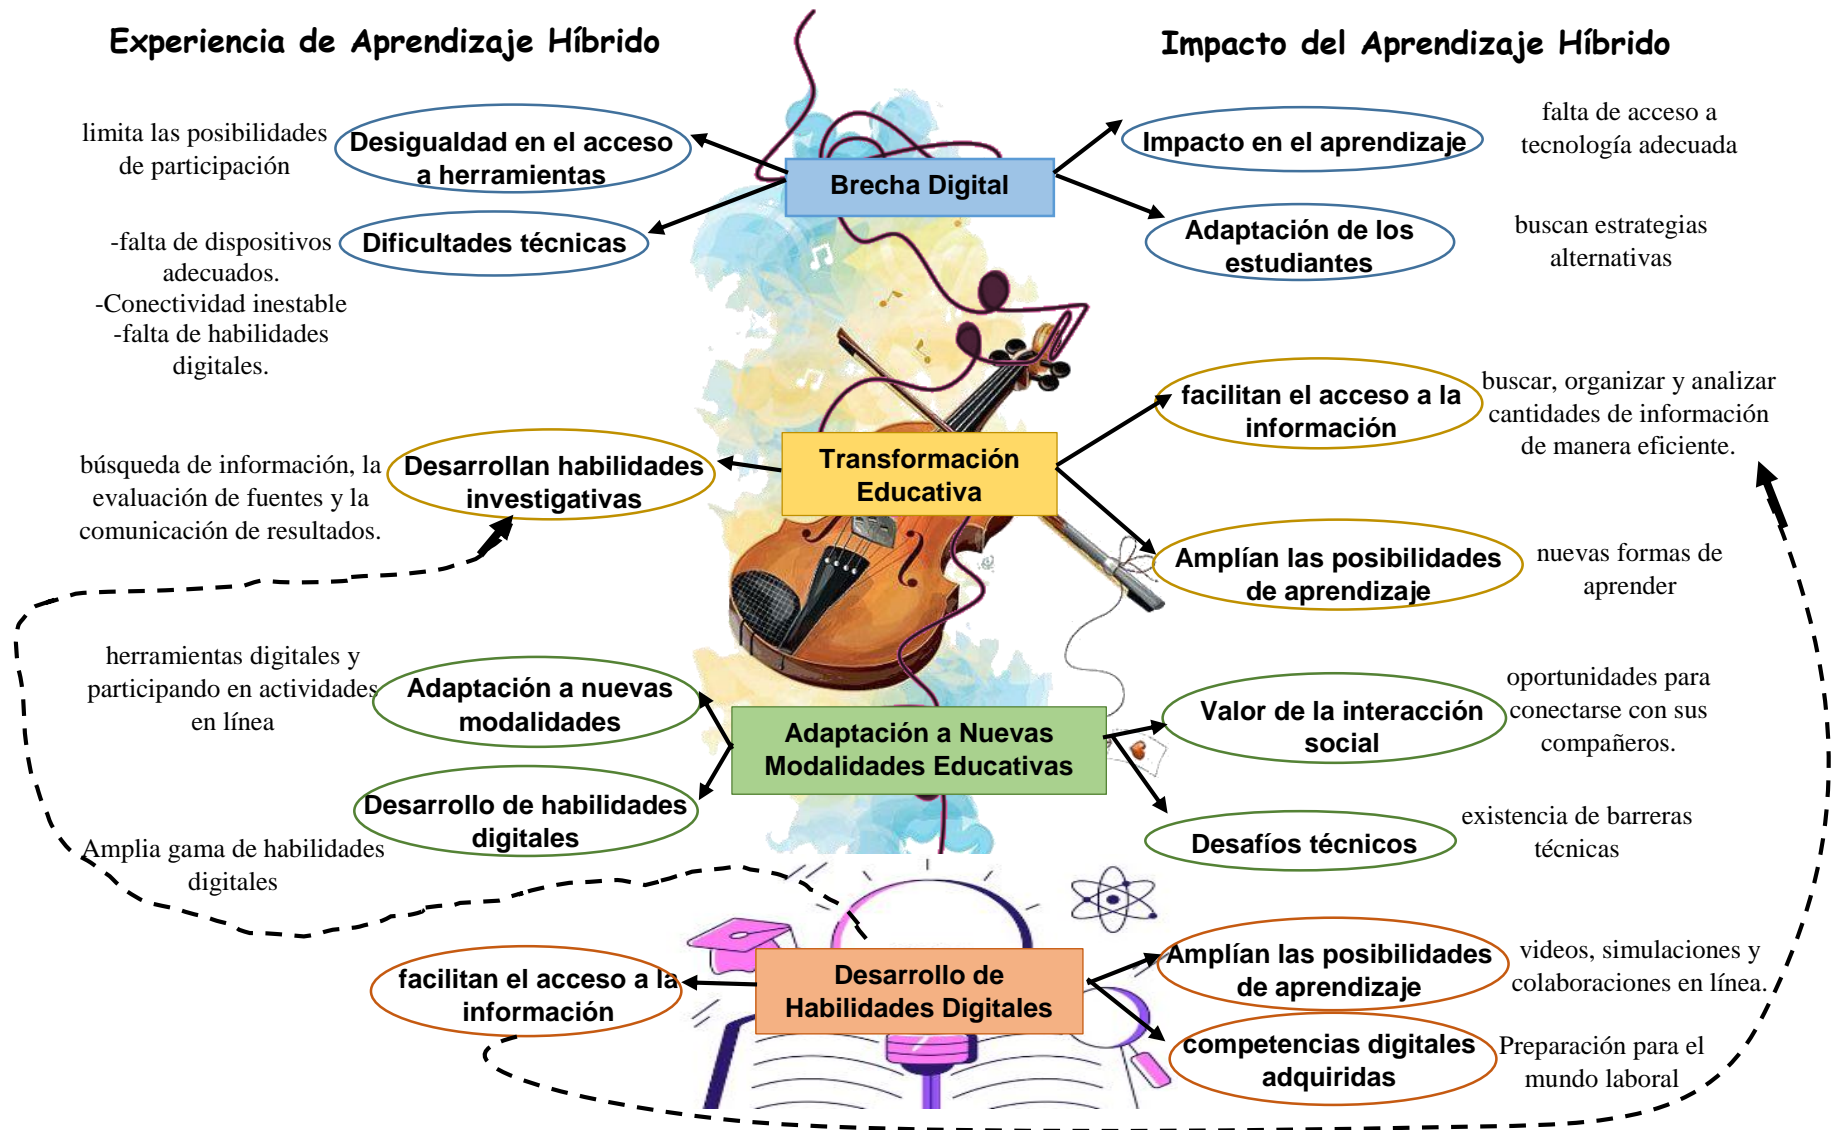 Experiencia de Aprendizaje Híbrido
Impacto del Aprendizaje Híbrido
limita las posibilidades
de participación
Desigualdad en el acceso
a herramientas
-falta de dispositivos
adecuados.
-Conectividad inestable
-falta de habilidades
digitales.
Dificultades técnicas
Brecha Digital
Impacto en el aprendizaje
falta de acceso a
tecnología adecuada
Adaptación de los
estudiantes
buscan estrategias
alternativas
búsqueda de información, la
evaluación de fuentes y la
comunicación de resultados.
Desarrollan habilidades
investigativas
Transformación
Educativa
facilitan el acceso a la
información
buscar, organizar y analizar
cantidades de información
de manera eficiente.
Amplían las posibilidades
de aprendizaje
nuevas formas de
aprender
herramientas digitales y
participando en actividades
en línea
Adaptación a nuevas
modalidades
Amplia gama de habilidades
digitales
Desarrollo de habilidades
digitales
Adaptación a Nuevas
Modalidades Educativas
Valor de la interacción
social
oportunidades para
conectarse con sus
compañeros.
Desafíos técnicos
existencia de barreras
técnicas
facilitan el acceso a la
información
Desarrollo de
Habilidades Digitales
Amplían las posibilidades
de aprendizaje
videos, simulaciones y
colaboraciones en línea.
competencias digitales
adquiridas
Preparación para el
mundo laboral